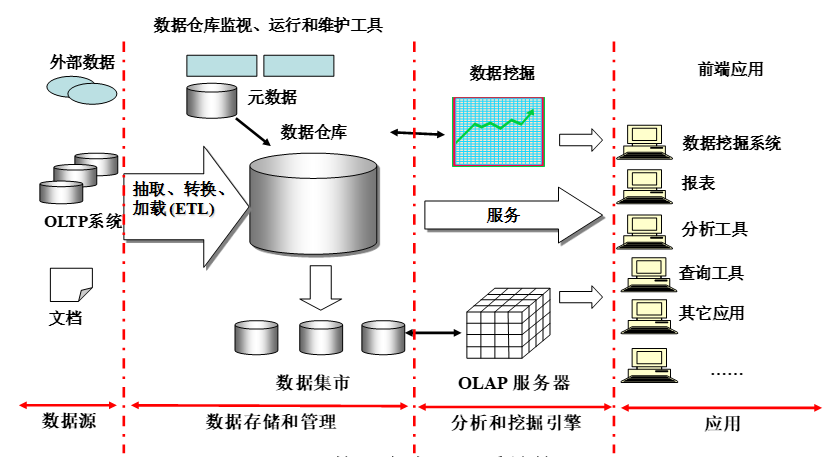 数据仓库监视、运行和维护工具
外部数据
元数据
数据仓库
数据挖掘
前端应用
OLTP系统
抽取、转换、
加载(ETL)
服务
数据挖掘系统
报表
分析工具
查询工具
其它应用
......
文档
数据集市
OLAP 服务器
数据源
数据存储和管理
分析和挖掘引擎
应用